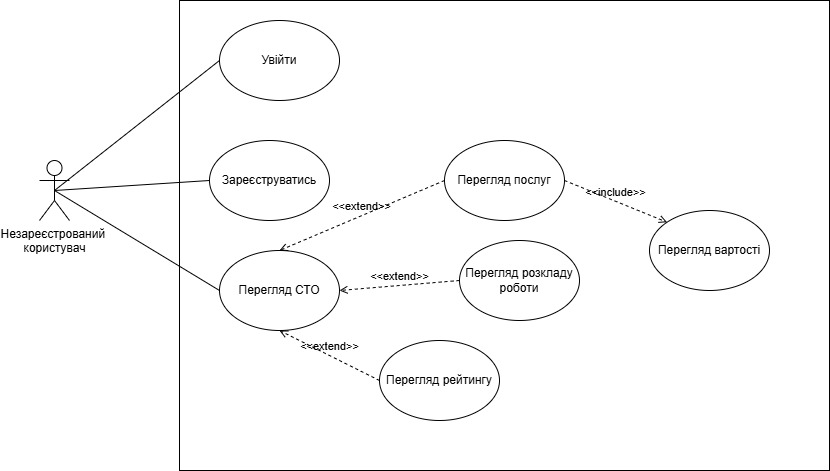 Увійти
Зареєструватись
Перегляд послуг
<<include>>
<<extend>>
Незареєстрований
користувач
Перегляд вартості
Перегляд СТО
<<extend>>
Перегляд розкладу
роботи
<<extend>>
Перегляд рейтингу